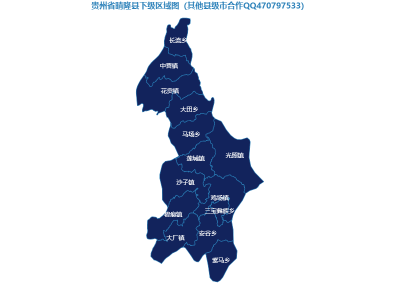 贵州省晴隆县下级区域图 (其他县级市合作QQ470797533)
长流乡
中营镇
花贡镇
大田乡
马场乡
光照镇
莲城镇
沙子镇
鸡场镇
三宝彝族乡
碧痕镇
大厂镇
安谷乡
紫马乡